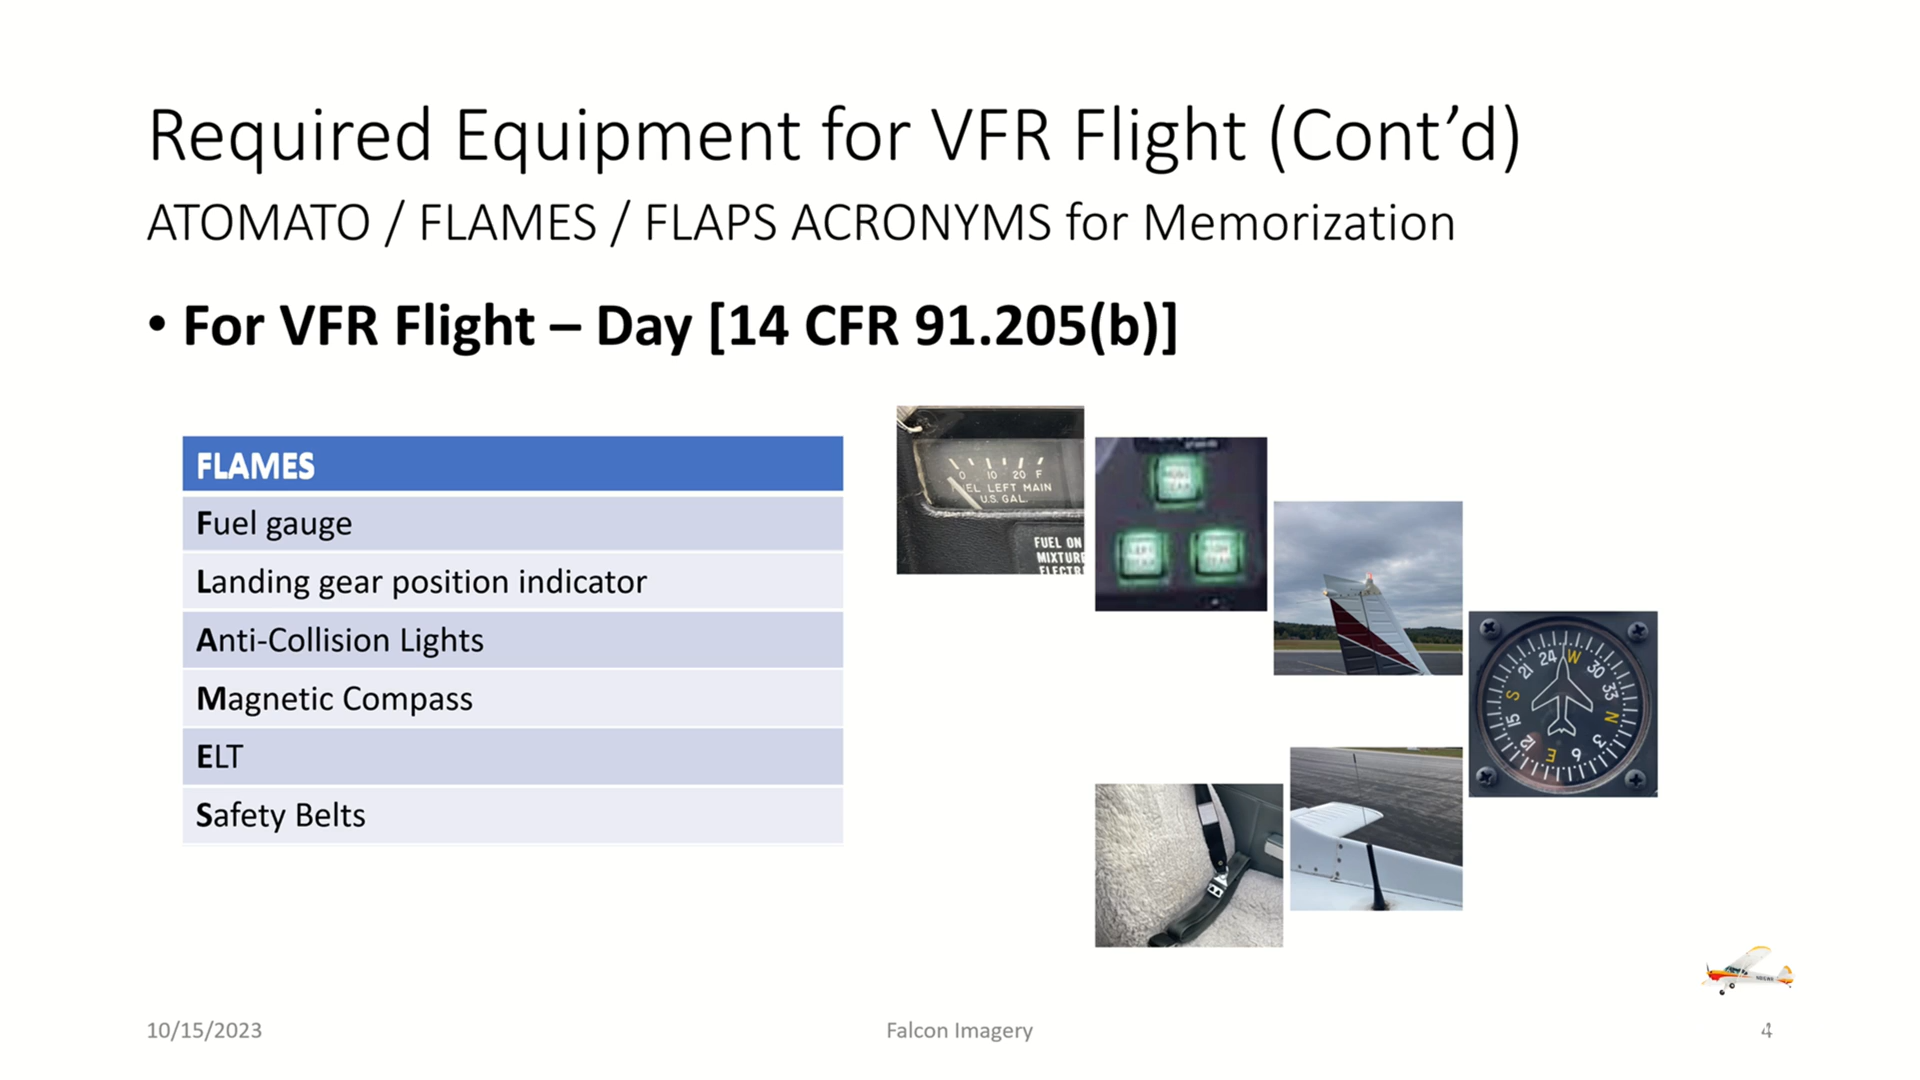 Required Equipment for VFR Flight (Cont’d)
ATOMATO / FLAMES / FLAPS ACRONYMS for Memorization
• For VFR Flight – Day [14 CFR 91.205(b)]
FLAMES
Fuel gauge
Landing gear position indicator
Anti-Collision Lights
Magnetic Compass
ELT
Safety Belts
0 10 20 F
EL LEFT MAIN
U.S. GAL.
FUEL ON
MIXTURE
ELECTR
24 W 30 33 N 3 6 E 12 15 S 21
10/15/2023
Falcon Imagery
4